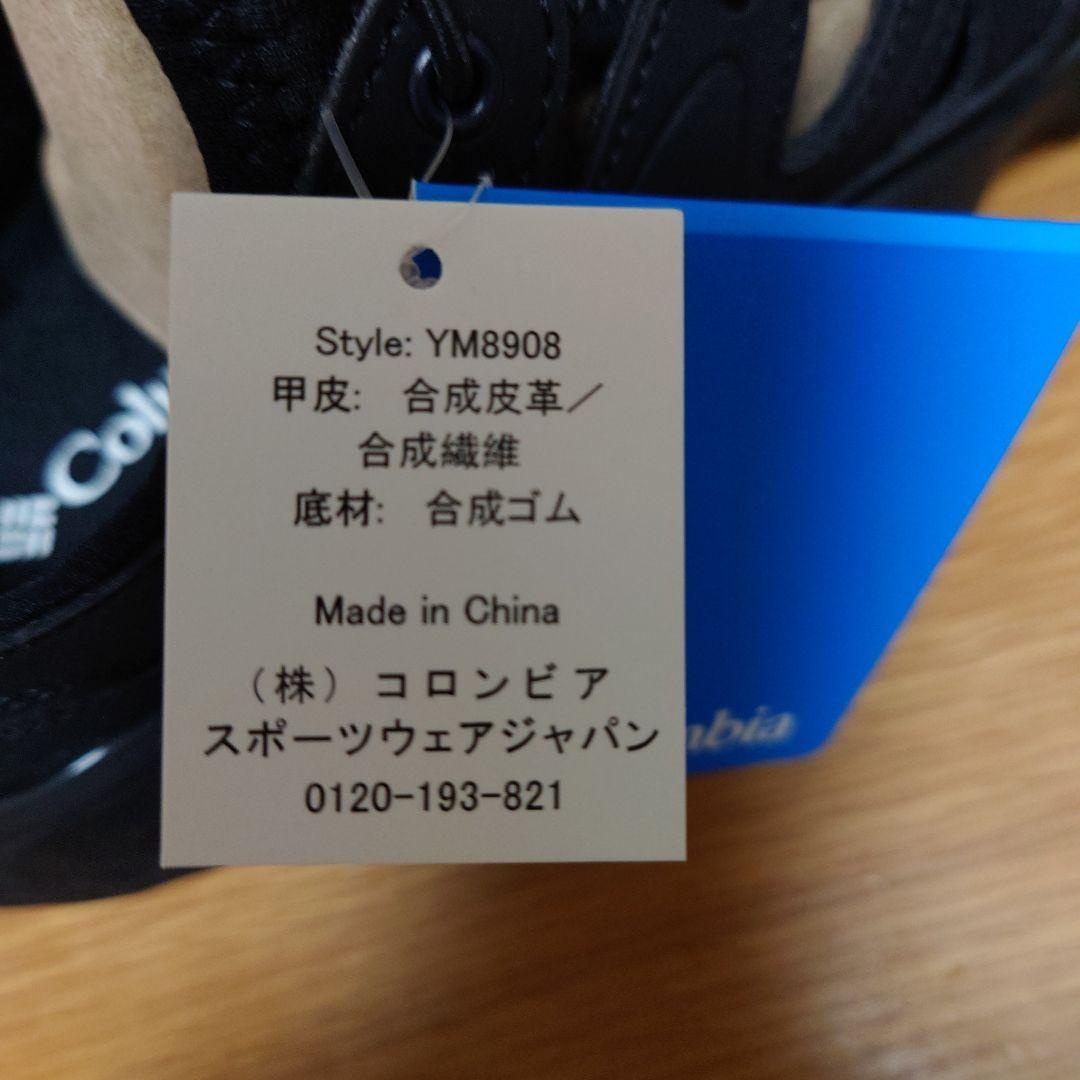 Style: YM8908
甲皮: 合成皮革／
合成繊維
底材: 合成ゴム
Made in China
（株）コロンビア
スポーツウェアジャパン
0120-193-821